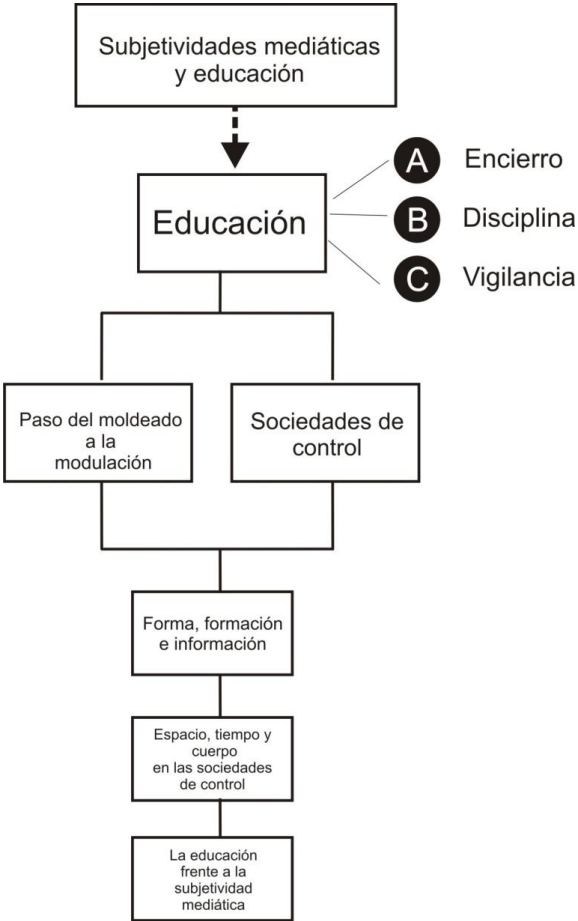 Subjetividades mediáticas
y educación
Educación
A Encierro
B Disciplina
C Vigilancia
Paso del moldeado
a la
modulación
Sociedades de
control
Forma, formación
e información
Espacio, tiempo y
cuerpo
en las sociedades
de control
La educación
frente a la
subjetividad
mediática